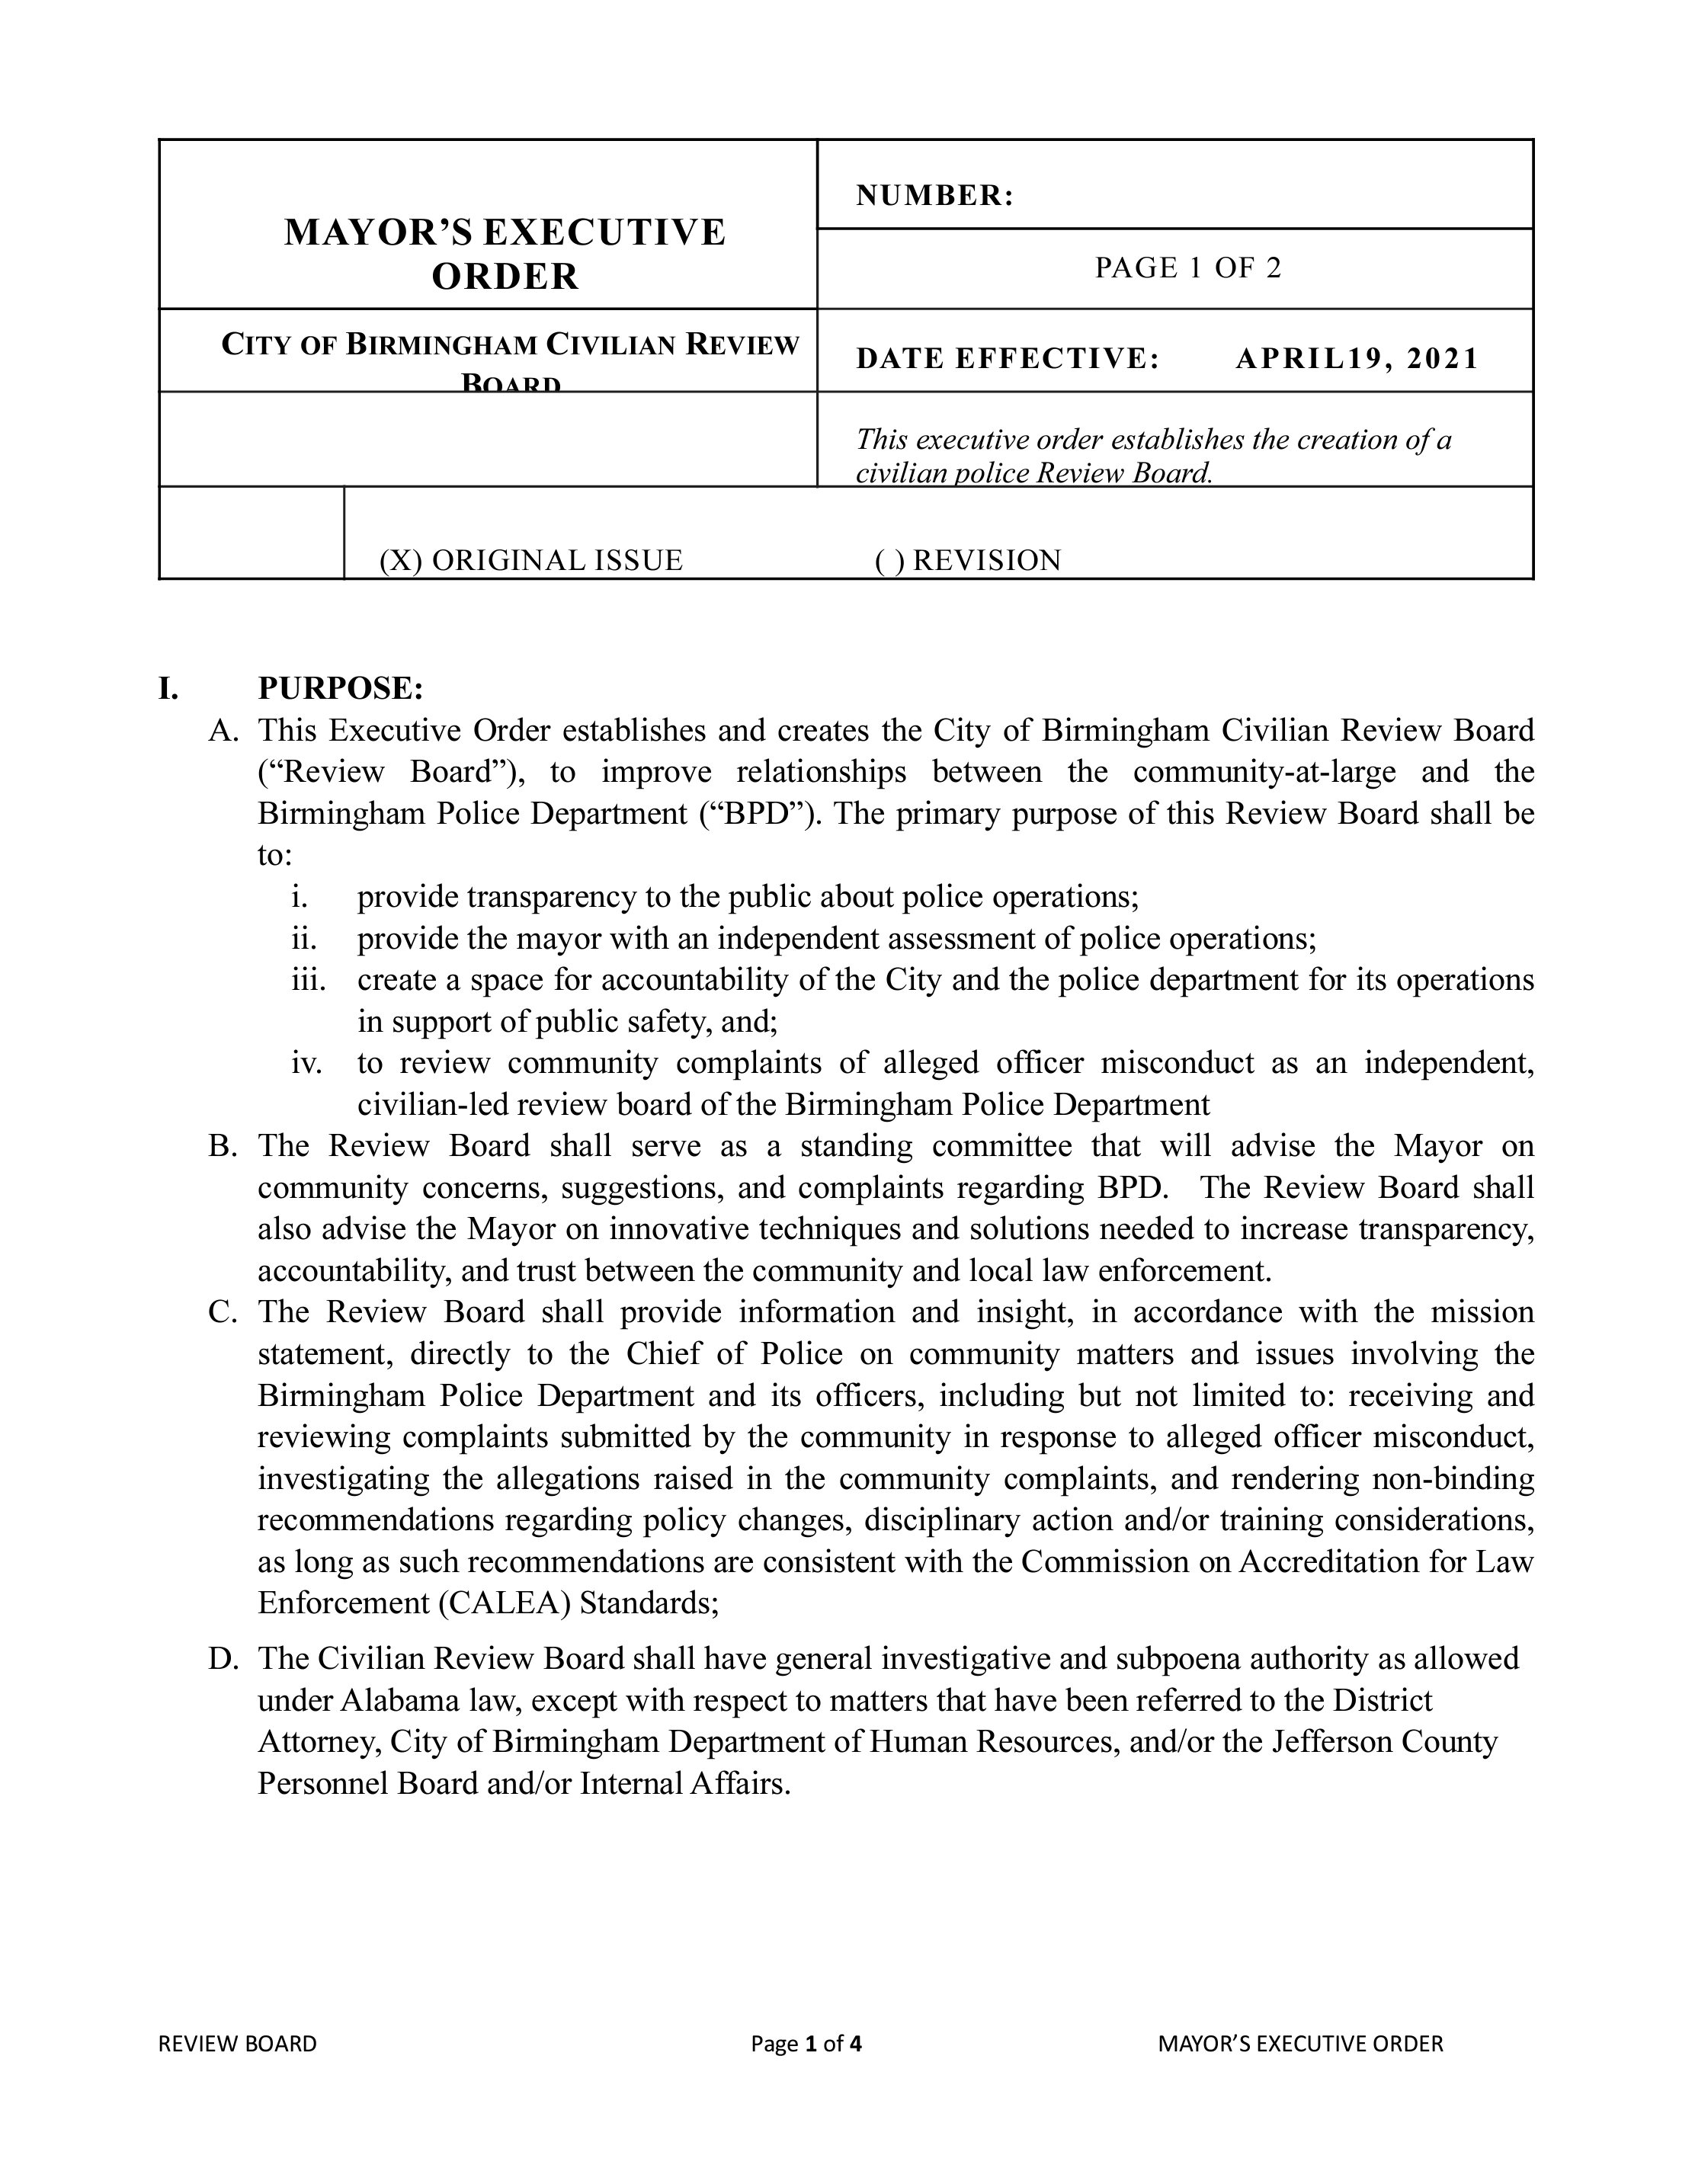 MAYOR’S EXECUTIVE
ORDER
NUMBER:
PAGE 1 OF 2
CITY OF BIRMINGHAM CIVILIAN REVIEW
BOARD
DATE EFFECTIVE: APRIL19, 2021
This executive order establishes the creation of a
civilian police Review Board.
(X) ORIGINAL ISSUE ( ) REVISION
I. PURPOSE:
A. This Executive Order establishes and creates the City of Birmingham Civilian Review Board
(“Review Board”), to improve relationships between the community-at-large and the
Birmingham Police Department (“BPD”). The primary purpose of this Review Board shall be
to:
i. provide transparency to the public about police operations;
ii. provide the mayor with an independent assessment of police operations;
iii. create a space for accountability of the City and the police department for its operations
in support of public safety, and;
iv. to review community complaints of alleged officer misconduct as an independent,
civilian-led review board of the Birmingham Police Department
B. The Review Board shall serve as a standing committee that will advise the Mayor on
community concerns, suggestions, and complaints regarding BPD. The Review Board shall
also advise the Mayor on innovative techniques and solutions needed to increase transparency,
accountability, and trust between the community and local law enforcement.
C. The Review Board shall provide information and insight, in accordance with the mission
statement, directly to the Chief of Police on community matters and issues involving the
Birmingham Police Department and its officers, including but not limited to: receiving and
reviewing complaints submitted by the community in response to alleged officer misconduct,
investigating the allegations raised in the community complaints, and rendering non-binding
recommendations regarding policy changes, disciplinary action and/or training considerations,
as long as such recommendations are consistent with the Commission on Accreditation for Law
Enforcement (CALEA) Standards;
D. The Civilian Review Board shall have general investigative and subpoena authority as allowed
under Alabama law, except with respect to matters that have been referred to the District
Attorney, City of Birmingham Department of Human Resources, and/or the Jefferson County
Personnel Board and/or Internal Affairs.
REVIEW BOARD Page 1 of 4 MAYOR’S EXECUTIVE ORDER